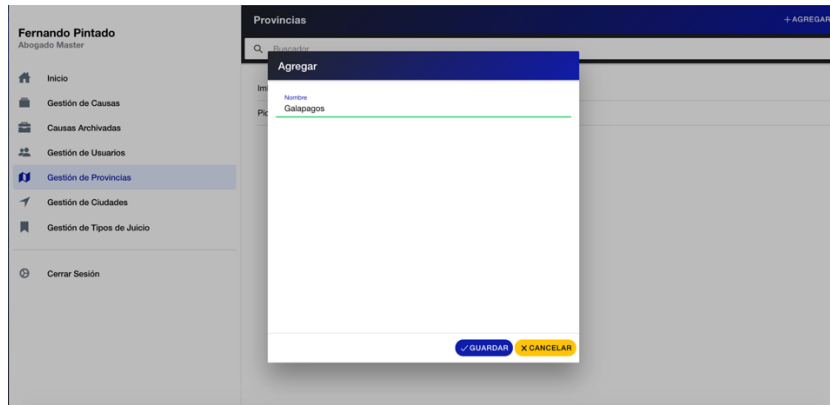 Fernando Pintado
Abogado Master
Inicio
Gestión de Causas
Causas Archivadas
Gestión de Usuarios
Gestión de Provincias
Gestión de Ciudades
Gestión de Tipos de Juicio
Cerrar Sesión
Provincias
+ AGREGAR
Buscador
Agregar
Nombre
Galapagos
GUARDAR
CANCELAR